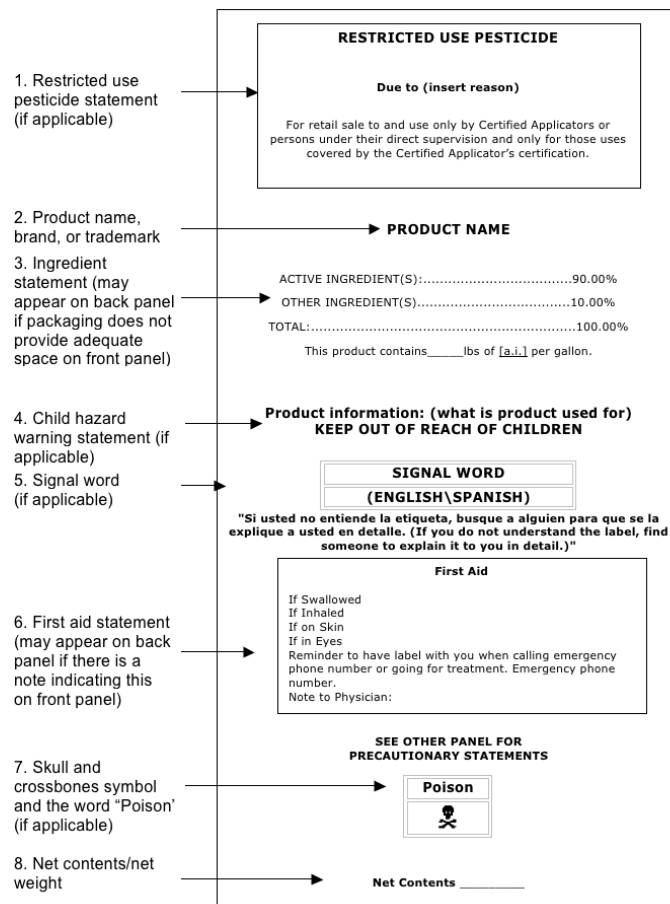 RESTRICTED USE PESTICIDE
1. Restricted use
pesticide statement
(if applicable)
Due to (insert reason)
For retail sale to and use only by Certified Applicators or
persons under their direct supervision and only for those uses
covered by the Certified Applicator’s certification.
2. Product name,
brand, or trademark
PRODUCT NAME
3. Ingredient
statement (may
appear on back panel
if packaging does not
provide adequate
space on front panel)
ACTIVE INGREDIENT(S):....................................90.00%
OTHER INGREDIENT(S).....................................10.00%
TOTAL:................................................................100.00%
This product contains_____lbs of [a.i.] per gallon.
4. Child hazard
warning statement (if
applicable)
Product information: (what is product used for)
KEEP OUT OF REACH OF CHILDREN
5. Signal word
(if applicable)
SIGNAL WORD
(ENGLISH\SPANISH)
"Si usted no entiende la etiqueta, busque a alguien para que se la
explique a usted en detalle. (If you do not understand the label, find
someone to explain it to you in detail.)"
6. First aid statement
(may appear on back
panel if there is a
note indicating this
on front panel)
First Aid
If Swallowed
If Inhaled
If on Skin
If in Eyes
Reminder to have label with you when calling emergency
phone number or going for treatment. Emergency phone
number.
Note to Physician:
SEE OTHER PANEL FOR
PRECAUTIONARY STATEMENTS
7. Skull and
crossbones symbol
and the word “Poison’
(if applicable)
Poison
8. Net contents/net
weight
Net Contents _________